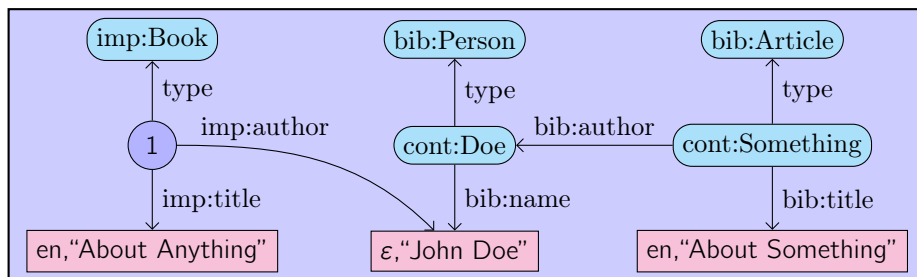 imp:Book bib:Person bib:Article
type type type
imp:author bib:author
1 cont:Doe cont:Something
imp:title bib:name bib:title
en,“About Anything” ε,“John Doe” en,“About Something”